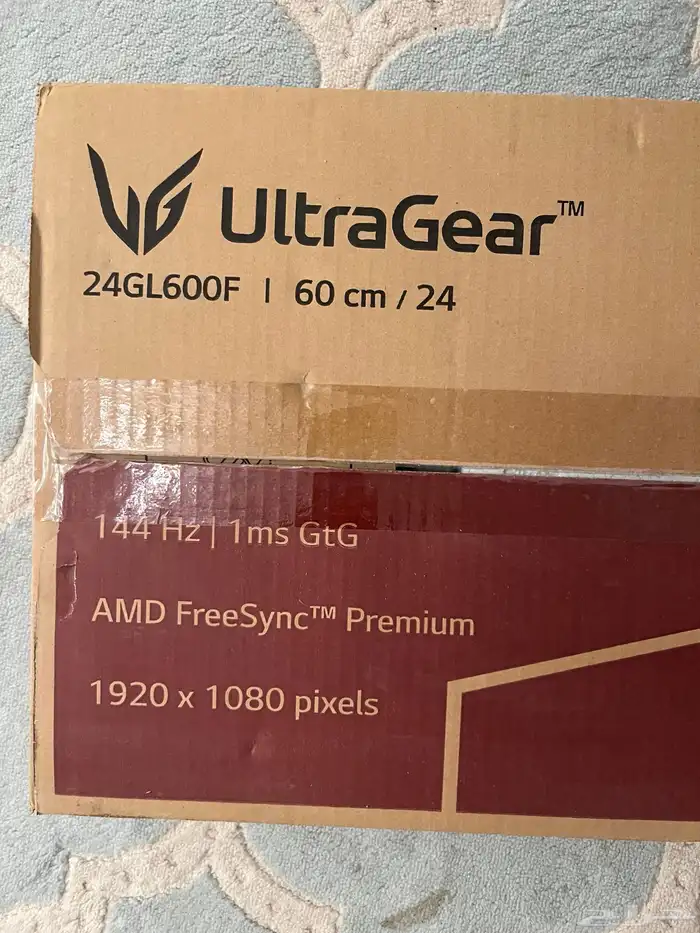 UltraGear™
24GL600F | 60 cm / 24
144 Hz | 1ms GtG
AMD FreeSync™ Premium
1920 x 1080 pixels